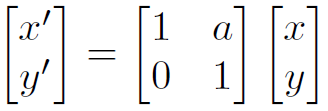 [x′ y′] = [1 a 0 1] [x y]